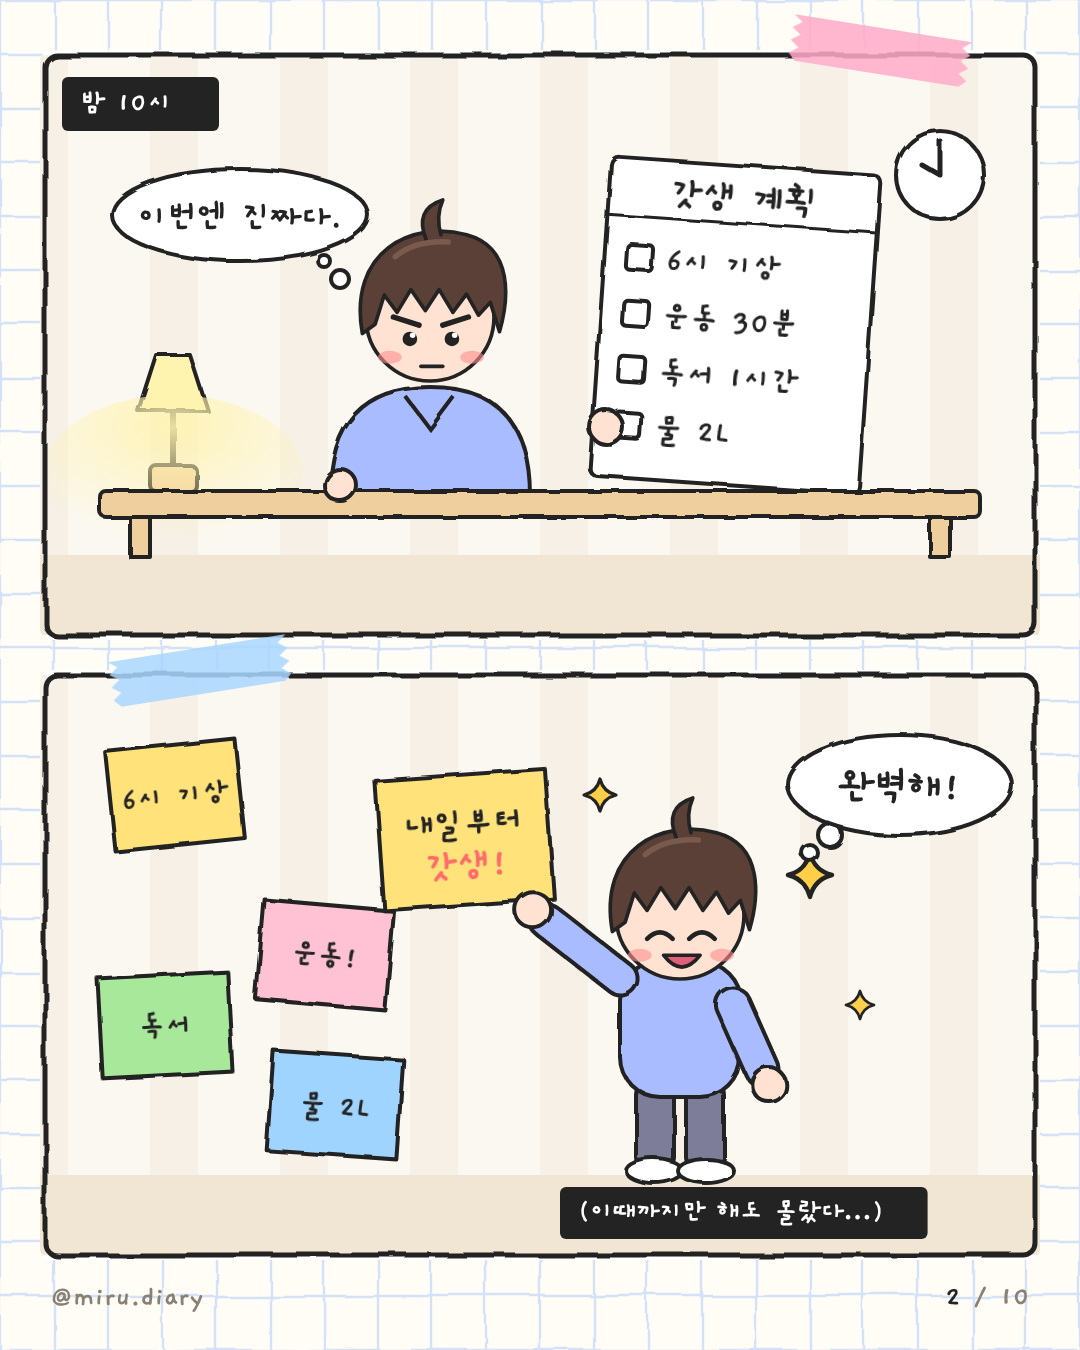 밤 10시
이번엔 진짜다.
갓생 계획
6시 기상
운동 30분
독서 1시간
물 2L
6시 기상
내일부터
갓생!
완벽해!
운동!
독서
물 2L
(이때까지만 해도 몰랐다...)
@miru.diary
2 / 10